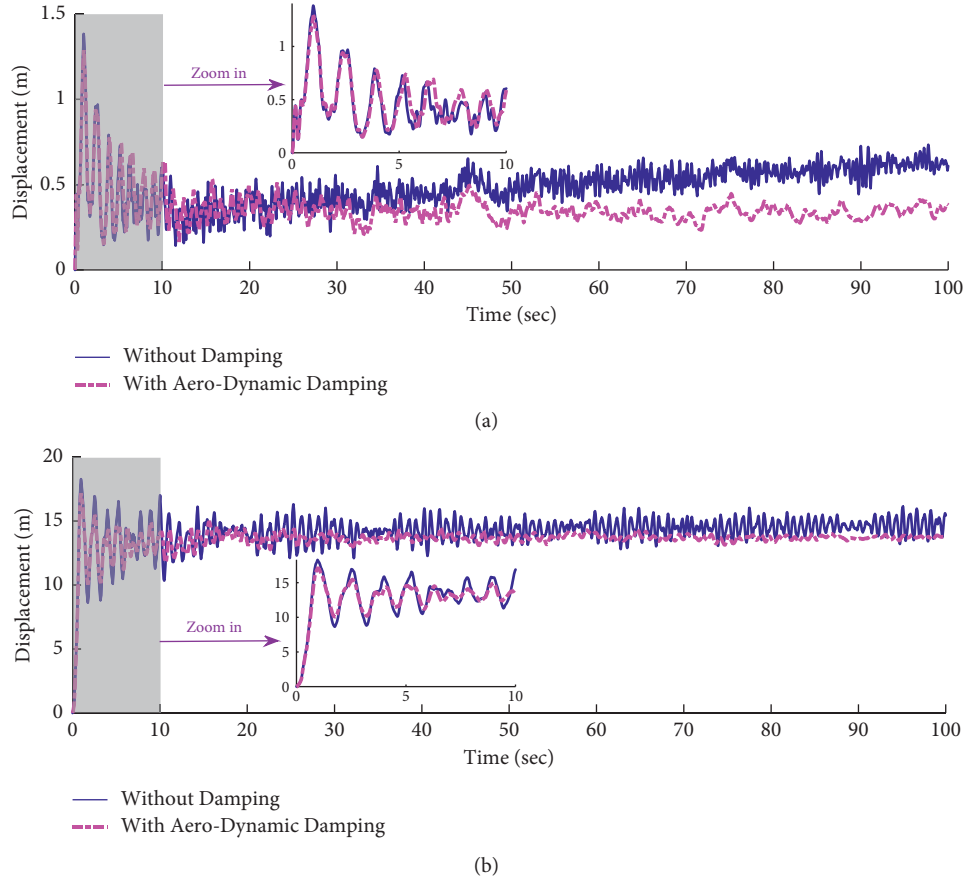 1.5
1
0.5
0
Displacement (m)
Zoom in
1
0.5
0
0 5 10
0 10 20 30 40 50 60 70 80 90 100
Time (sec)
Without Damping
With Aero-Dynamic Damping
(a)
20
15
10
5
0
Displacement (m)
Zoom in
15
10
5
0
0 5 10
0 10 20 30 40 50 60 70 80 90 100
Time (sec)
Without Damping
With Aero-Dynamic Damping
(b)